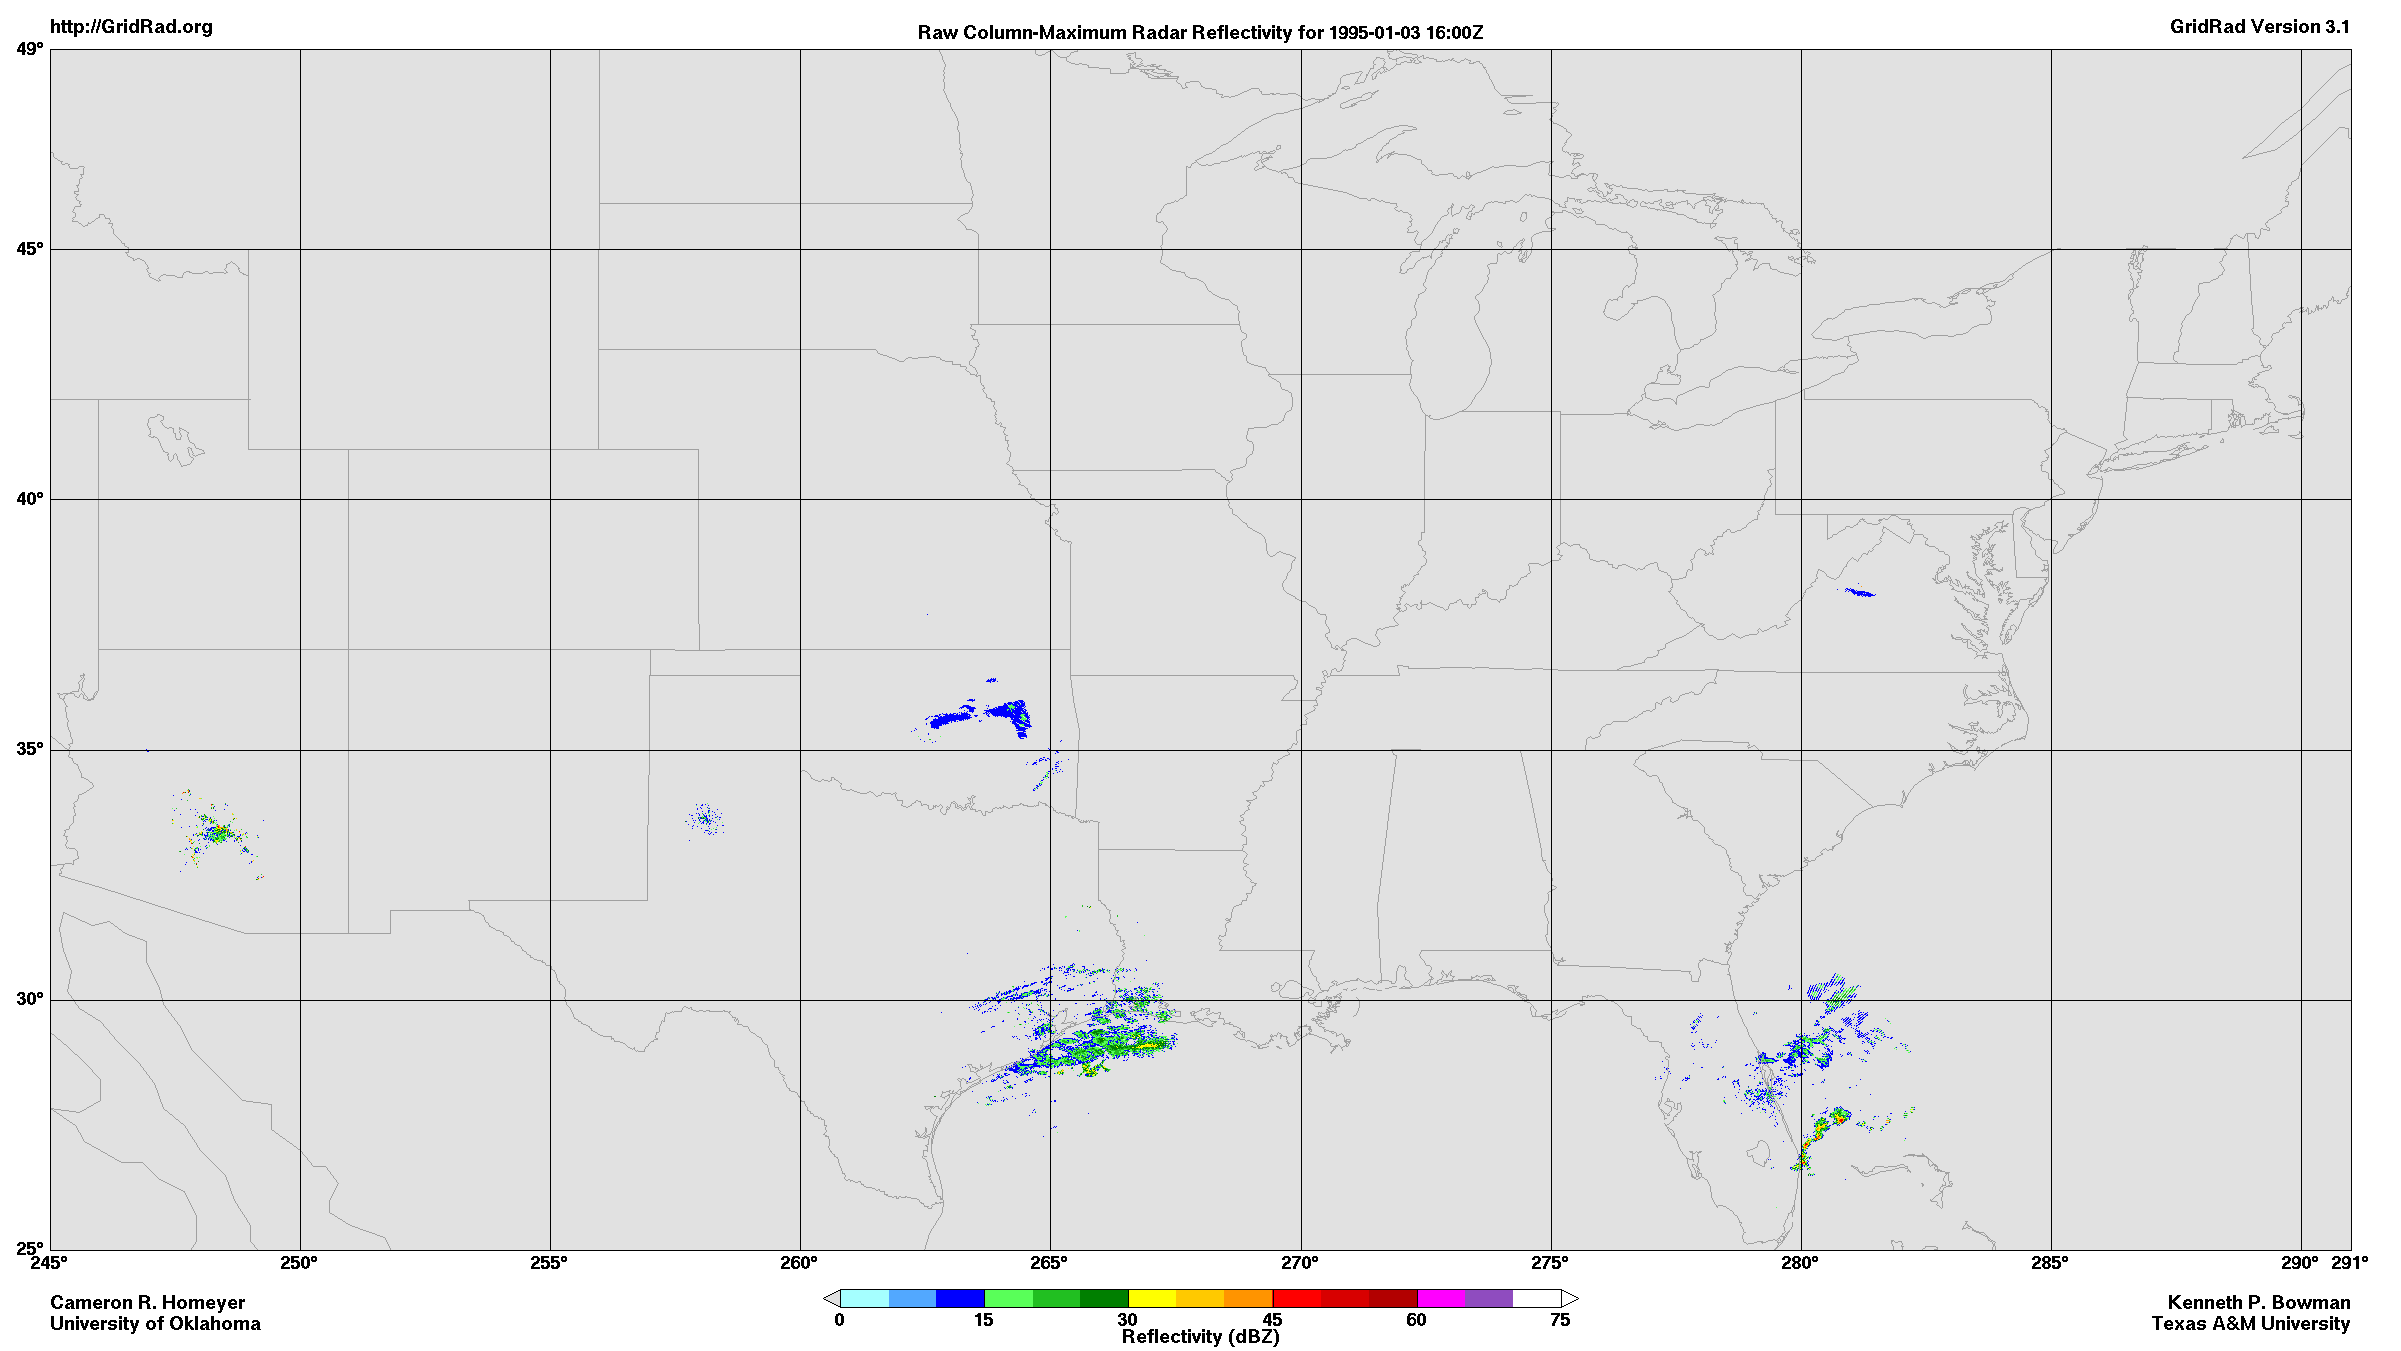 http://GridRad.org
Raw Column-Maximum Radar Reflectivity for 1995-01-03 16:00Z
GridRad Version 3.1
49°
45°
40°
35°
30°
25°
245° 250° 255° 260° 265° 270° 275° 280° 285° 290° 291°
Cameron R. Homeyer
University of Oklahoma
0 15 30 45 60 75
Reflectivity (dBZ)
Kenneth P. Bowman
Texas A&M University